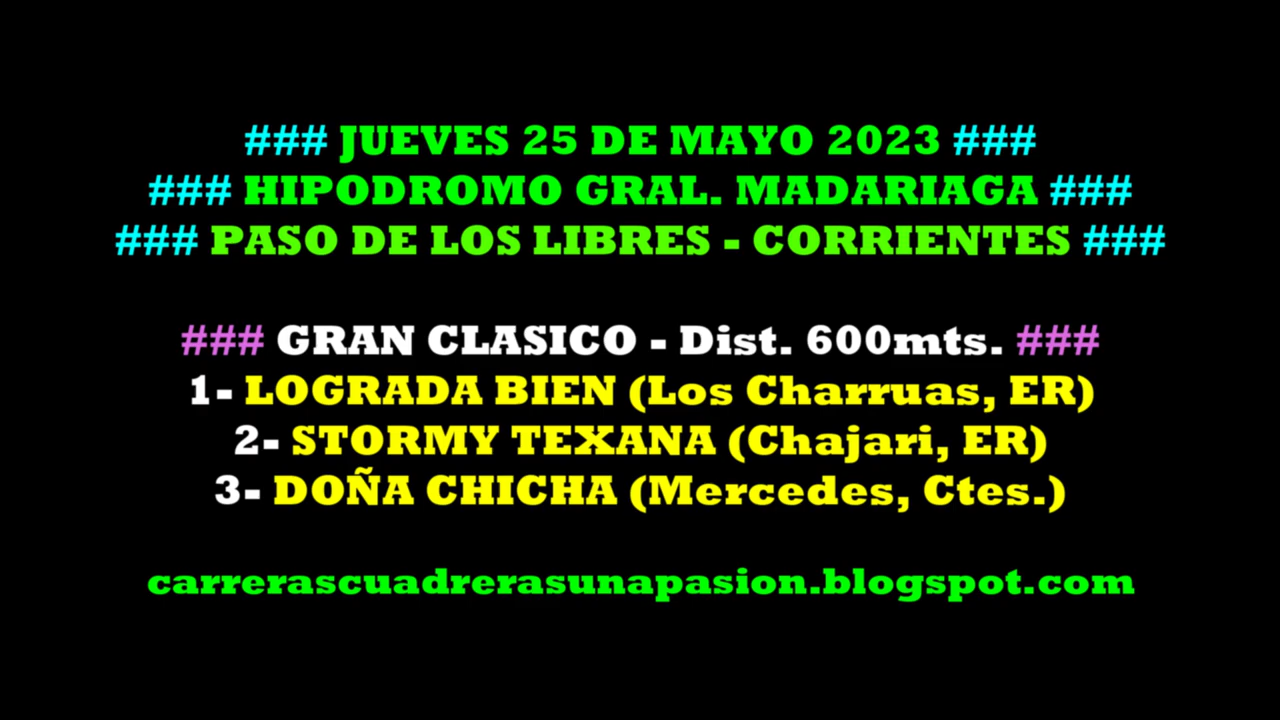 ### JUEVES 25 DE MAYO 2023 ###
### HIPODROMO GRAL. MADARIAGA ###
### PASO DE LOS LIBRES - CORRIENTES ###
### GRAN CLASICO - Dist. 600mts. ###
1- LOGRADA BIEN (Los Charruas, ER)
2- STORMY TEXANA (Chajari, ER)
3- DOÑA CHICHA (Mercedes, Ctes.)
carrerascuadrerasunapasion.blogspot.com